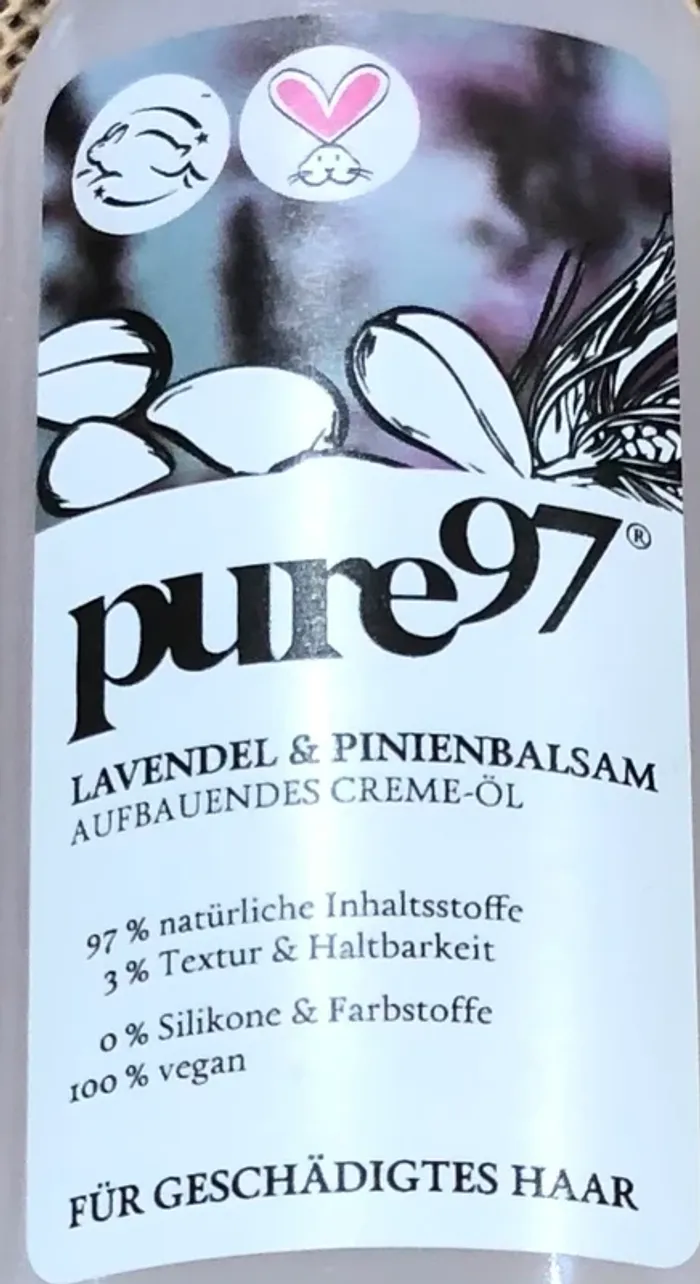 pure97®
LAVENDEL & PINIENBALSAM
AUFBAUENDES CREME-ÖL
97 % natürliche Inhaltsstoffe
3 % Textur & Haltbarkeit
0 % Silikone & Farbstoffe
100 % vegan
FÜR GESCHÄDIGTES HAAR